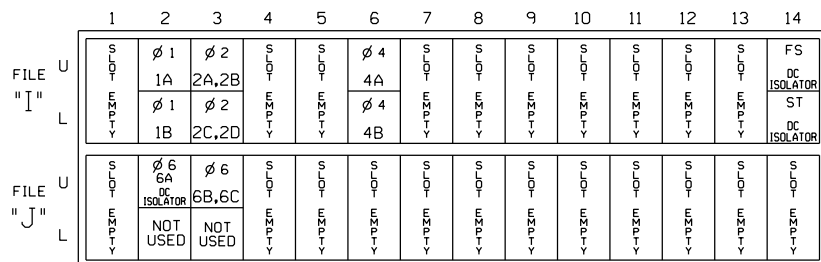 1 2 3 4 5 6 7 8 9 10 11 12 13 14
FILE "I"
U
SLOT EMPTY
Ø 1 1A
Ø 2 2A,2B
SLOT EMPTY
SLOT EMPTY
Ø 4 4A
SLOT EMPTY
SLOT EMPTY
SLOT EMPTY
SLOT EMPTY
SLOT EMPTY
SLOT EMPTY
SLOT EMPTY
FS DC ISOLATOR
L
Ø 1 1B
Ø 2 2C,2D
Ø 4 4B
ST DC ISOLATOR
FILE "J"
U
SLOT EMPTY
Ø 6 6A DC ISOLATOR
Ø 6 6B,6C
SLOT EMPTY
SLOT EMPTY
SLOT EMPTY
SLOT EMPTY
SLOT EMPTY
SLOT EMPTY
SLOT EMPTY
SLOT EMPTY
SLOT EMPTY
SLOT EMPTY
SLOT EMPTY
L
NOT USED
NOT USED